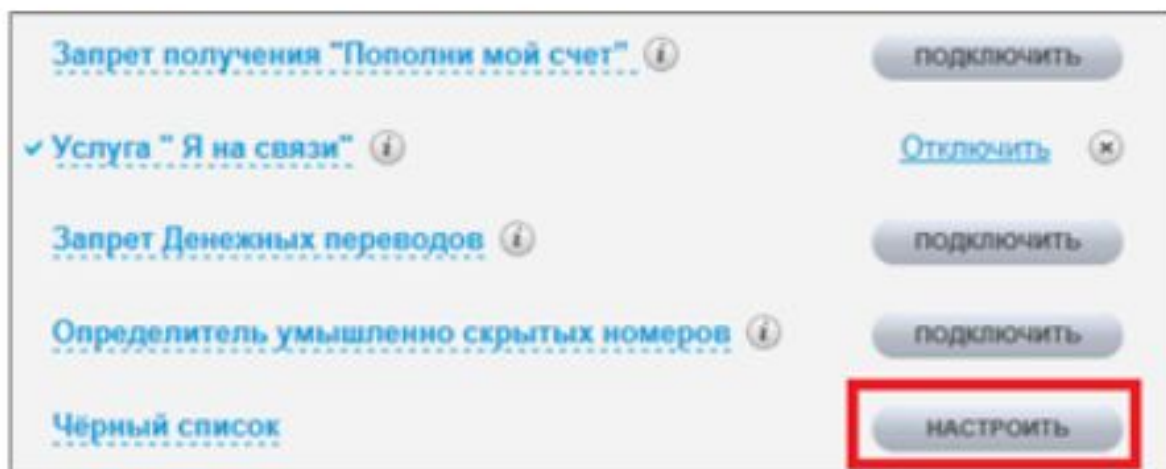 Запрет получения "Пополни мой счет" ПОДКЛЮЧИТЬ
Услуга " Я на связи" Отключить
Запрет Денежных переводов ПОДКЛЮЧИТЬ
Определитель умышленно скрытых номеров ПОДКЛЮЧИТЬ
Чёрный список НАСТРОИТЬ